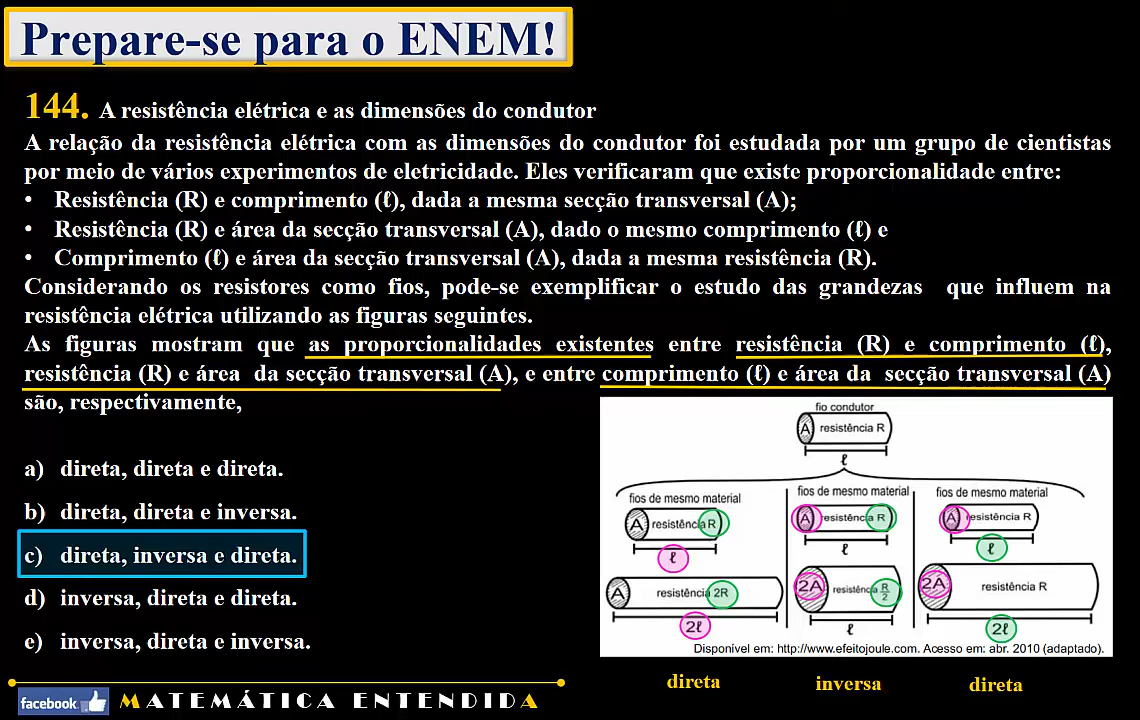 Prepare-se para o ENEM!
144. A resistência elétrica e as dimensões do condutor
A relação da resistência elétrica com as dimensões do condutor foi estudada por um grupo de cientistas
por meio de vários experimentos de eletricidade. Eles verificaram que existe proporcionalidade entre:
• Resistência (R) e comprimento (ℓ), dada a mesma secção transversal (A);
• Resistência (R) e área da secção transversal (A), dado o mesmo comprimento (ℓ) e
• Comprimento (ℓ) e área da secção transversal (A), dada a mesma resistência (R).
Considerando os resistores como fios, pode-se exemplificar o estudo das grandezas que influem na
resistência elétrica utilizando as figuras seguintes.
As figuras mostram que as proporcionalidades existentes entre resistência (R) e comprimento (ℓ),
resistência (R) e área da secção transversal (A), e entre comprimento (ℓ) e área da secção transversal (A)
são, respectivamente,
a) direta, direta e direta.
b) direta, direta e inversa.
c) direta, inversa e direta.
d) inversa, direta e direta.
e) inversa, direta e inversa.
fio condutor
A resistência R
ℓ
fios de mesmo material
A resistência R
ℓ
A resistência 2R
2ℓ
fios de mesmo material
A resistência R
ℓ
2A resistência R/2
ℓ
fios de mesmo material
A resistência R
ℓ
2A resistência R
2ℓ
Disponível em: http://www.efeitojoule.com. Acesso em: abr. 2010 (adaptado).
direta inversa direta
facebook MATEMÁTICA ENTENDIDA